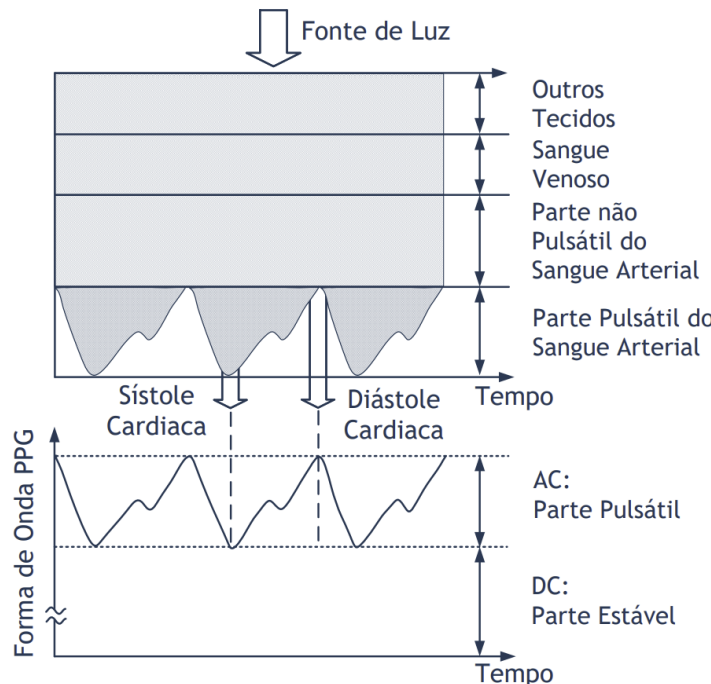 Fonte de Luz
Outros
Tecidos
Sangue
Venoso
Parte não
Pulsátil do
Sangue Arterial
Parte Pulsátil do
Sangue Arterial
Tempo
Sístole
Cardiaca
Diástole
Cardiaca
Forma de Onda PPG
AC:
Parte Pulsátil
DC:
Parte Estável
Tempo